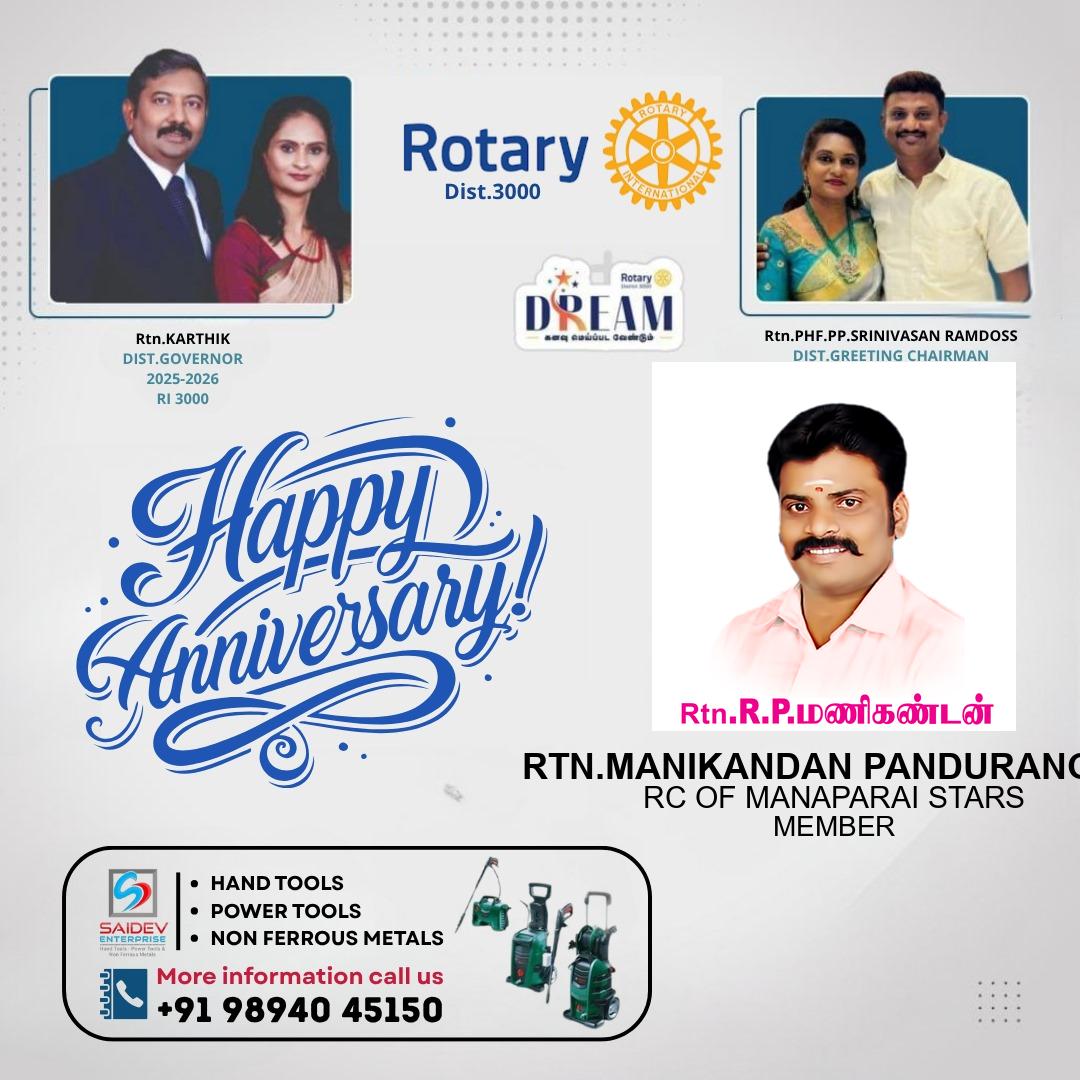 Rotary
Dist.3000
ROTARY
INTERNATIONAL
Rotary
District 3000
DREAM
கனவு மெய்ப்பட வேண்டும்
Rtn.KARTHIK
DIST.GOVERNOR
2025-2026
RI 3000
Rtn.PHF.PP.SRINIVASAN RAMDOSS
DIST.GREETING CHAIRMAN
Happy
Anniversary!
Rtn.R.P.மணிகண்டன்
RTN.MANIKANDAN PANDURANG
RC OF MANAPARAI STARS
MEMBER
SAIDEV
ENTERPRISE
Hand Tools - Power Tools &
Non Ferrous Metals
• HAND TOOLS
• POWER TOOLS
• NON FERROUS METALS
More information call us
+91 98940 45150